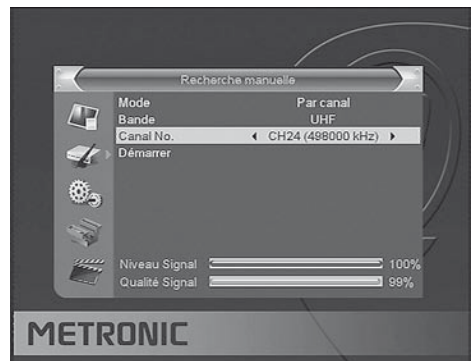 Recherche manuelle
Mode Par canal
Bande UHF
Canal No. CH24 (498000 kHz)
Démarrer
Niveau Signal 100%
Qualité Signal 99%
METRONIC